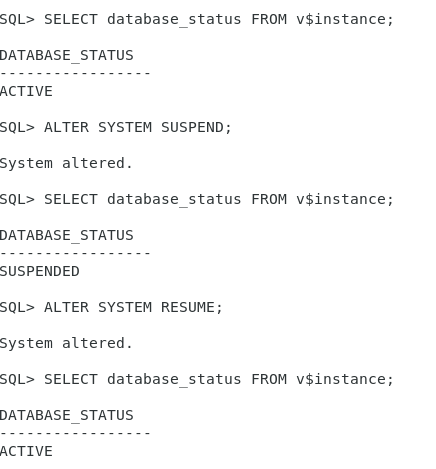 SQL> SELECT database_status FROM v$instance;
DATABASE_STATUS
-----------------
ACTIVE
SQL> ALTER SYSTEM SUSPEND;
System altered.
SQL> SELECT database_status FROM v$instance;
DATABASE_STATUS
-----------------
SUSPENDED
SQL> ALTER SYSTEM RESUME;
System altered.
SQL> SELECT database_status FROM v$instance;
DATABASE_STATUS
-----------------
ACTIVE